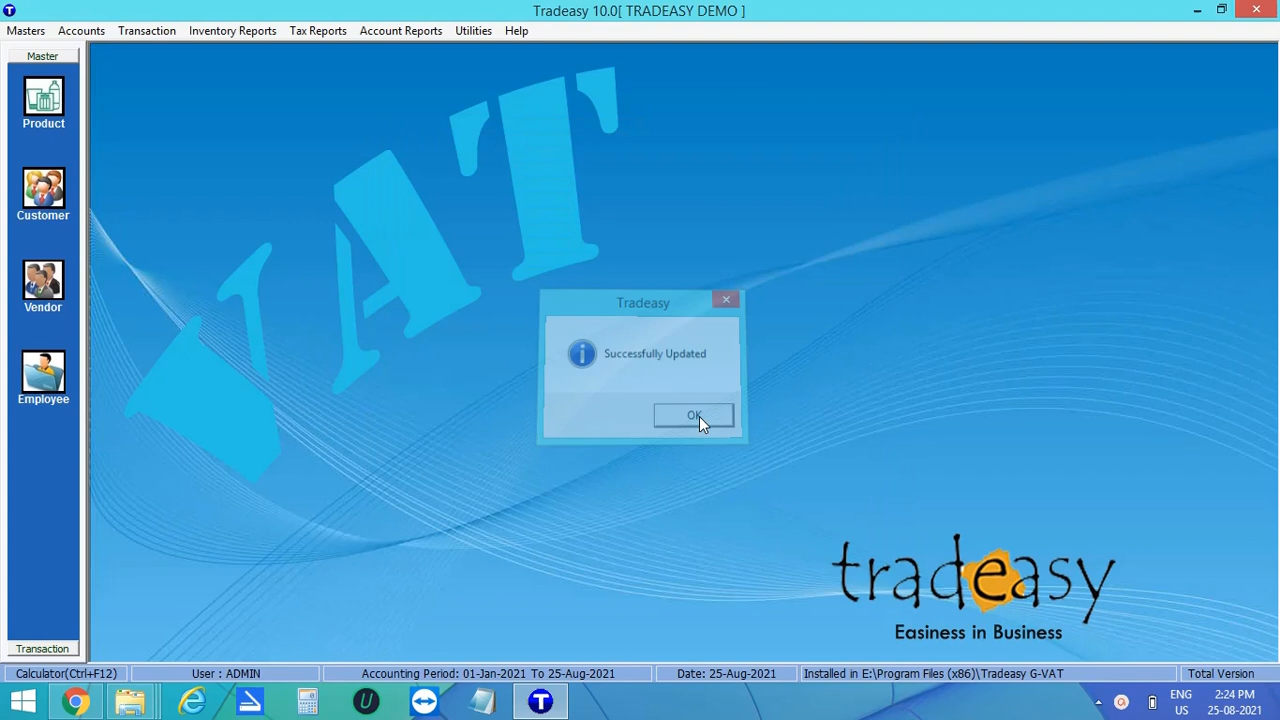 Tradeasy 10.0[ TRADEASY DEMO ]
Masters Accounts Transaction Inventory Reports Tax Reports Account Reports Utilities Help
Master
Product
Customer
Vendor
Employee
Transaction
VAT
Tradeasy
Successfully Updated
OK
tradeasy
Easiness in Business
Calculator(Ctrl+F12) User : ADMIN Accounting Period: 01-Jan-2021 To 25-Aug-2021 Date: 25-Aug-2021 Installed in E:\Program Files (x86)\Tradeasy G-VAT Total Version
ENG 2:24 PM
US 25-08-2021